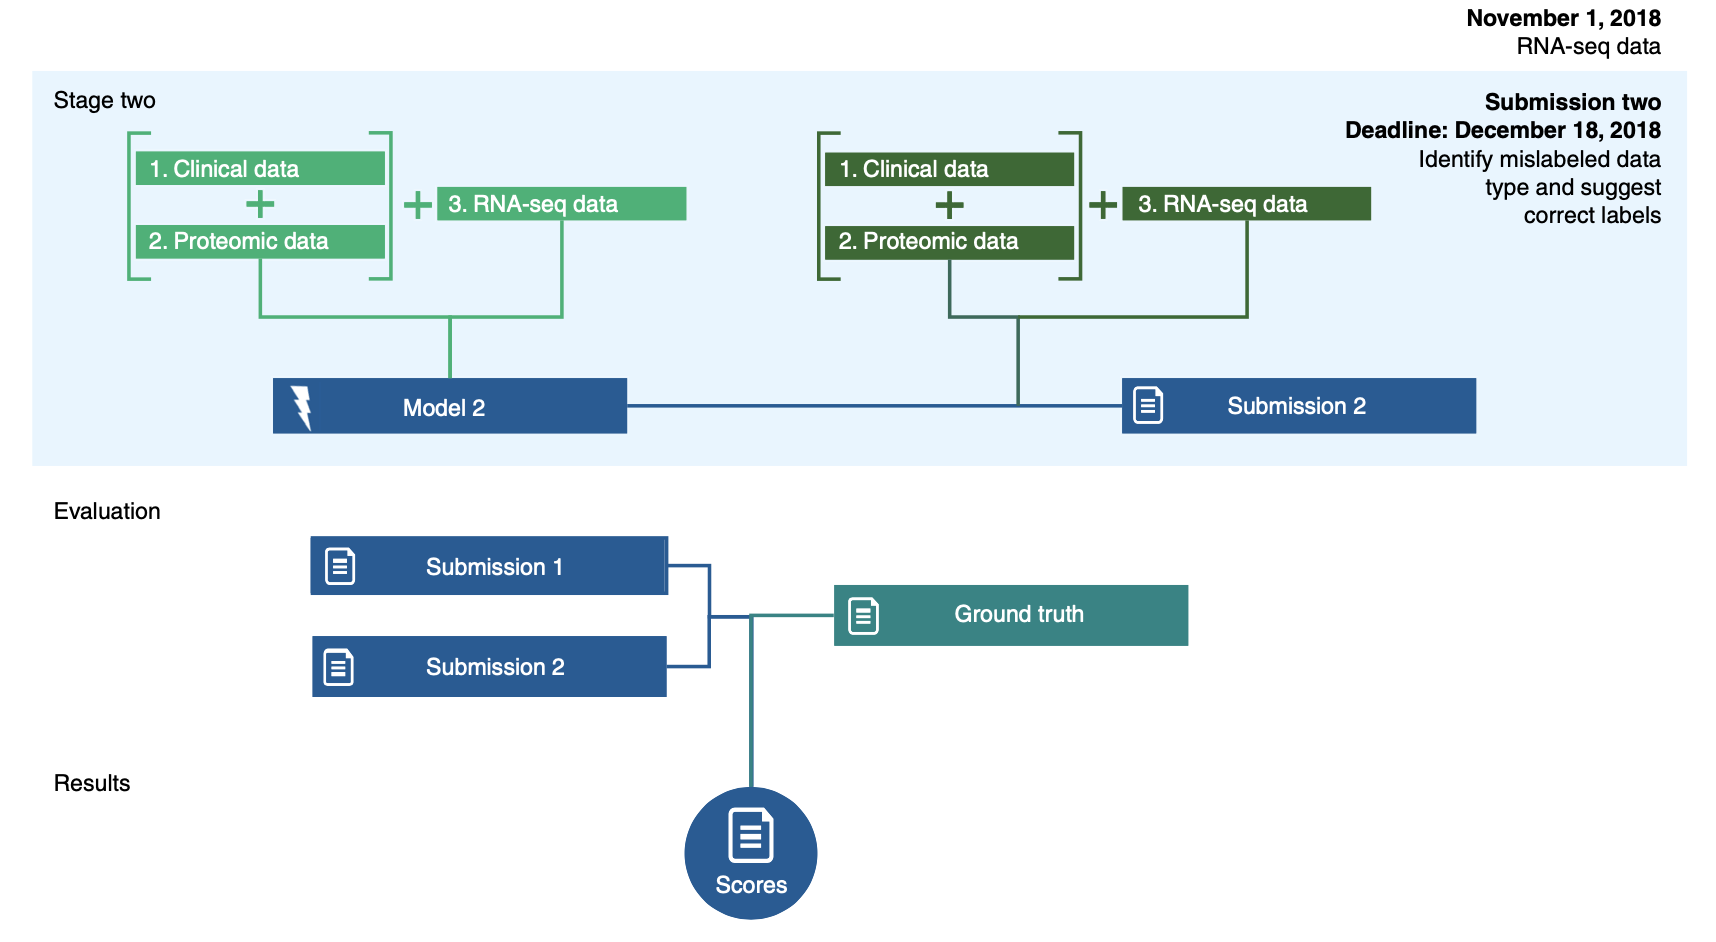 November 1, 2018
RNA-seq data
Stage two
Submission two
Deadline: December 18, 2018
Identify mislabeled data
type and suggest
correct labels
1. Clinical data
+
2. Proteomic data
+
3. RNA-seq data
1. Clinical data
+
2. Proteomic data
+
3. RNA-seq data
Model 2
Submission 2
Evaluation
Submission 1
Submission 2
Ground truth
Results
Scores